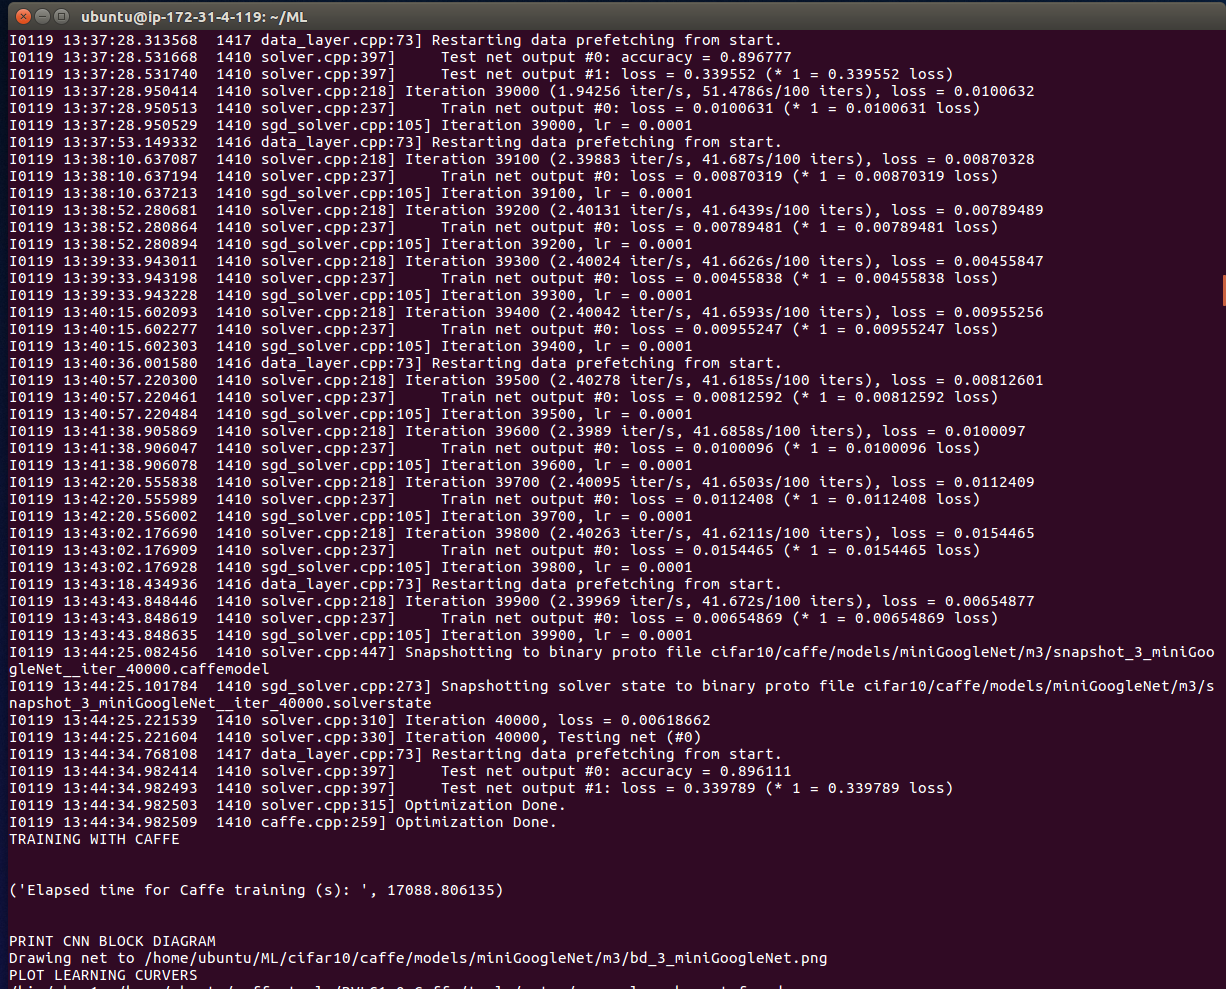 ubuntu@ip-172-31-4-119: ~/ML
I0119 13:37:28.313568  1417 data_layer.cpp:73] Restarting data prefetching from start.
I0119 13:37:28.531668  1410 solver.cpp:397]     Test net output #0: accuracy = 0.896777
I0119 13:37:28.531740  1410 solver.cpp:397]     Test net output #1: loss = 0.339552 (* 1 = 0.339552 loss)
I0119 13:37:28.950414  1410 solver.cpp:218] Iteration 39000 (1.94256 iter/s, 51.4786s/100 iters), loss = 0.0100632
I0119 13:37:28.950513  1410 solver.cpp:237]     Train net output #0: loss = 0.0100631 (* 1 = 0.0100631 loss)
I0119 13:37:28.950529  1410 sgd_solver.cpp:105] Iteration 39000, lr = 0.0001
I0119 13:37:53.149332  1416 data_layer.cpp:73] Restarting data prefetching from start.
I0119 13:38:10.637087  1410 solver.cpp:218] Iteration 39100 (2.39883 iter/s, 41.687s/100 iters), loss = 0.00870328
I0119 13:38:10.637194  1410 solver.cpp:237]     Train net output #0: loss = 0.00870319 (* 1 = 0.00870319 loss)
I0119 13:38:10.637213  1410 sgd_solver.cpp:105] Iteration 39100, lr = 0.0001
I0119 13:38:52.280681  1410 solver.cpp:218] Iteration 39200 (2.40131 iter/s, 41.6439s/100 iters), loss = 0.00789489
I0119 13:38:52.280864  1410 solver.cpp:237]     Train net output #0: loss = 0.00789481 (* 1 = 0.00789481 loss)
I0119 13:38:52.280894  1410 sgd_solver.cpp:105] Iteration 39200, lr = 0.0001
I0119 13:39:33.943011  1410 solver.cpp:218] Iteration 39300 (2.40024 iter/s, 41.6626s/100 iters), loss = 0.00455847
I0119 13:39:33.943198  1410 solver.cpp:237]     Train net output #0: loss = 0.00455838 (* 1 = 0.00455838 loss)
I0119 13:39:33.943228  1410 sgd_solver.cpp:105] Iteration 39300, lr = 0.0001
I0119 13:40:15.602093  1410 solver.cpp:218] Iteration 39400 (2.40042 iter/s, 41.6593s/100 iters), loss = 0.00955256
I0119 13:40:15.602277  1410 solver.cpp:237]     Train net output #0: loss = 0.00955247 (* 1 = 0.00955247 loss)
I0119 13:40:15.602303  1410 sgd_solver.cpp:105] Iteration 39400, lr = 0.0001
I0119 13:40:36.001580  1416 data_layer.cpp:73] Restarting data prefetching from start.
I0119 13:40:57.220300  1410 solver.cpp:218] Iteration 39500 (2.40278 iter/s, 41.6185s/100 iters), loss = 0.00812601
I0119 13:40:57.220461  1410 solver.cpp:237]     Train net output #0: loss = 0.00812592 (* 1 = 0.00812592 loss)
I0119 13:40:57.220484  1410 sgd_solver.cpp:105] Iteration 39500, lr = 0.0001
I0119 13:41:38.905869  1410 solver.cpp:218] Iteration 39600 (2.3989 iter/s, 41.6858s/100 iters), loss = 0.0100097
I0119 13:41:38.906047  1410 solver.cpp:237]     Train net output #0: loss = 0.0100096 (* 1 = 0.0100096 loss)
I0119 13:41:38.906078  1410 sgd_solver.cpp:105] Iteration 39600, lr = 0.0001
I0119 13:42:20.555838  1410 solver.cpp:218] Iteration 39700 (2.40095 iter/s, 41.6503s/100 iters), loss = 0.0112409
I0119 13:42:20.555989  1410 solver.cpp:237]     Train net output #0: loss = 0.0112408 (* 1 = 0.0112408 loss)
I0119 13:42:20.556002  1410 sgd_solver.cpp:105] Iteration 39700, lr = 0.0001
I0119 13:43:02.176690  1410 solver.cpp:218] Iteration 39800 (2.40263 iter/s, 41.6211s/100 iters), loss = 0.0154465
I0119 13:43:02.176909  1410 solver.cpp:237]     Train net output #0: loss = 0.0154465 (* 1 = 0.0154465 loss)
I0119 13:43:02.176928  1410 sgd_solver.cpp:105] Iteration 39800, lr = 0.0001
I0119 13:43:18.434936  1416 data_layer.cpp:73] Restarting data prefetching from start.
I0119 13:43:43.848446  1410 solver.cpp:218] Iteration 39900 (2.39969 iter/s, 41.672s/100 iters), loss = 0.00654877
I0119 13:43:43.848619  1410 solver.cpp:237]     Train net output #0: loss = 0.00654869 (* 1 = 0.00654869 loss)
I0119 13:43:43.848635  1410 sgd_solver.cpp:105] Iteration 39900, lr = 0.0001
I0119 13:44:25.082456  1410 solver.cpp:447] Snapshotting to binary proto file cifar10/caffe/models/miniGoogleNet/m3/snapshot_3_miniGoo
gleNet__iter_40000.caffemodel
I0119 13:44:25.101784  1410 sgd_solver.cpp:273] Snapshotting solver state to binary proto file cifar10/caffe/models/miniGoogleNet/m3/s
napshot_3_miniGoogleNet__iter_40000.solverstate
I0119 13:44:25.221539  1410 solver.cpp:310] Iteration 40000, loss = 0.00618662
I0119 13:44:25.221604  1410 solver.cpp:330] Iteration 40000, Testing net (#0)
I0119 13:44:34.768108  1417 data_layer.cpp:73] Restarting data prefetching from start.
I0119 13:44:34.982414  1410 solver.cpp:397]     Test net output #0: accuracy = 0.896111
I0119 13:44:34.982493  1410 solver.cpp:397]     Test net output #1: loss = 0.339789 (* 1 = 0.339789 loss)
I0119 13:44:34.982503  1410 solver.cpp:315] Optimization Done.
I0119 13:44:34.982509  1410 caffe.cpp:259] Optimization Done.
TRAINING WITH CAFFE
('Elapsed time for Caffe training (s): ', 17088.806135)
PRINT CNN BLOCK DIAGRAM
Drawing net to /home/ubuntu/ML/cifar10/caffe/models/miniGoogleNet/m3/bd_3_miniGoogleNet.png
PLOT LEARNING CURVERS